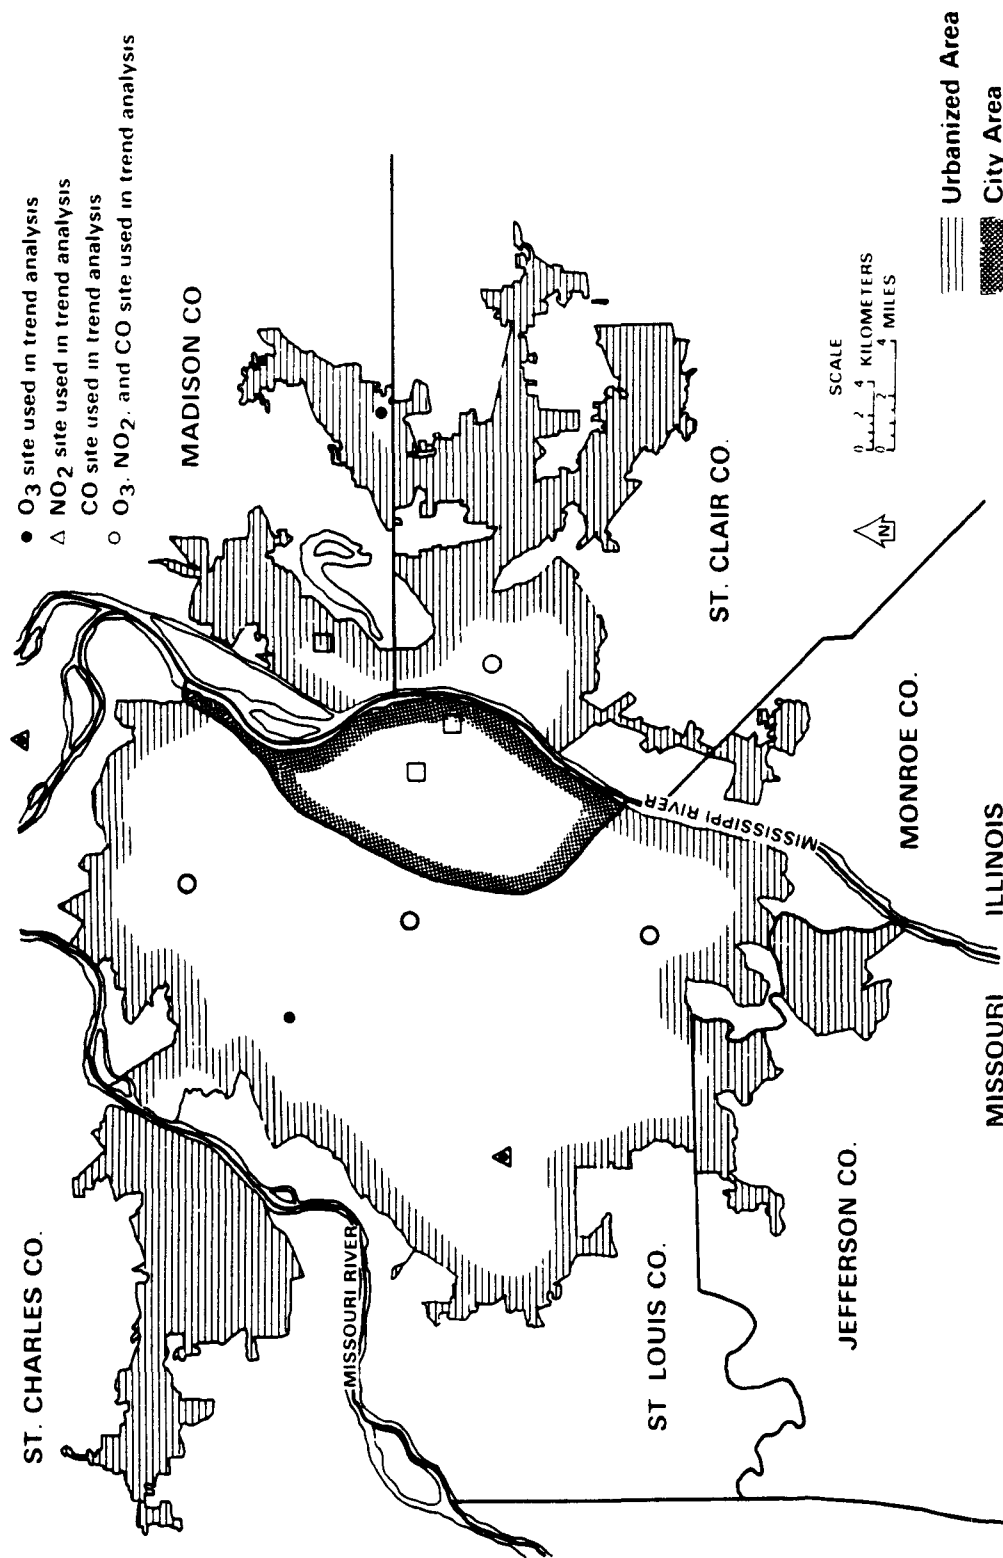 ● O3 site used in trend analysis
△ NO2 site used in trend analysis
CO site used in trend analysis
○ O3. NO2. and CO site used in trend analysis
ST. CHARLES CO.
MADISON CO
MISSOURI RIVER
ST LOUIS CO.
ST. CLAIR CO.
MISSISSIPPI RIVER
SCALE
0 2 4 KILOMETERS
0 2 4 MILES
N
JEFFERSON CO.
MONROE CO.
Urbanized Area
City Area
MISSOURI ILLINOIS